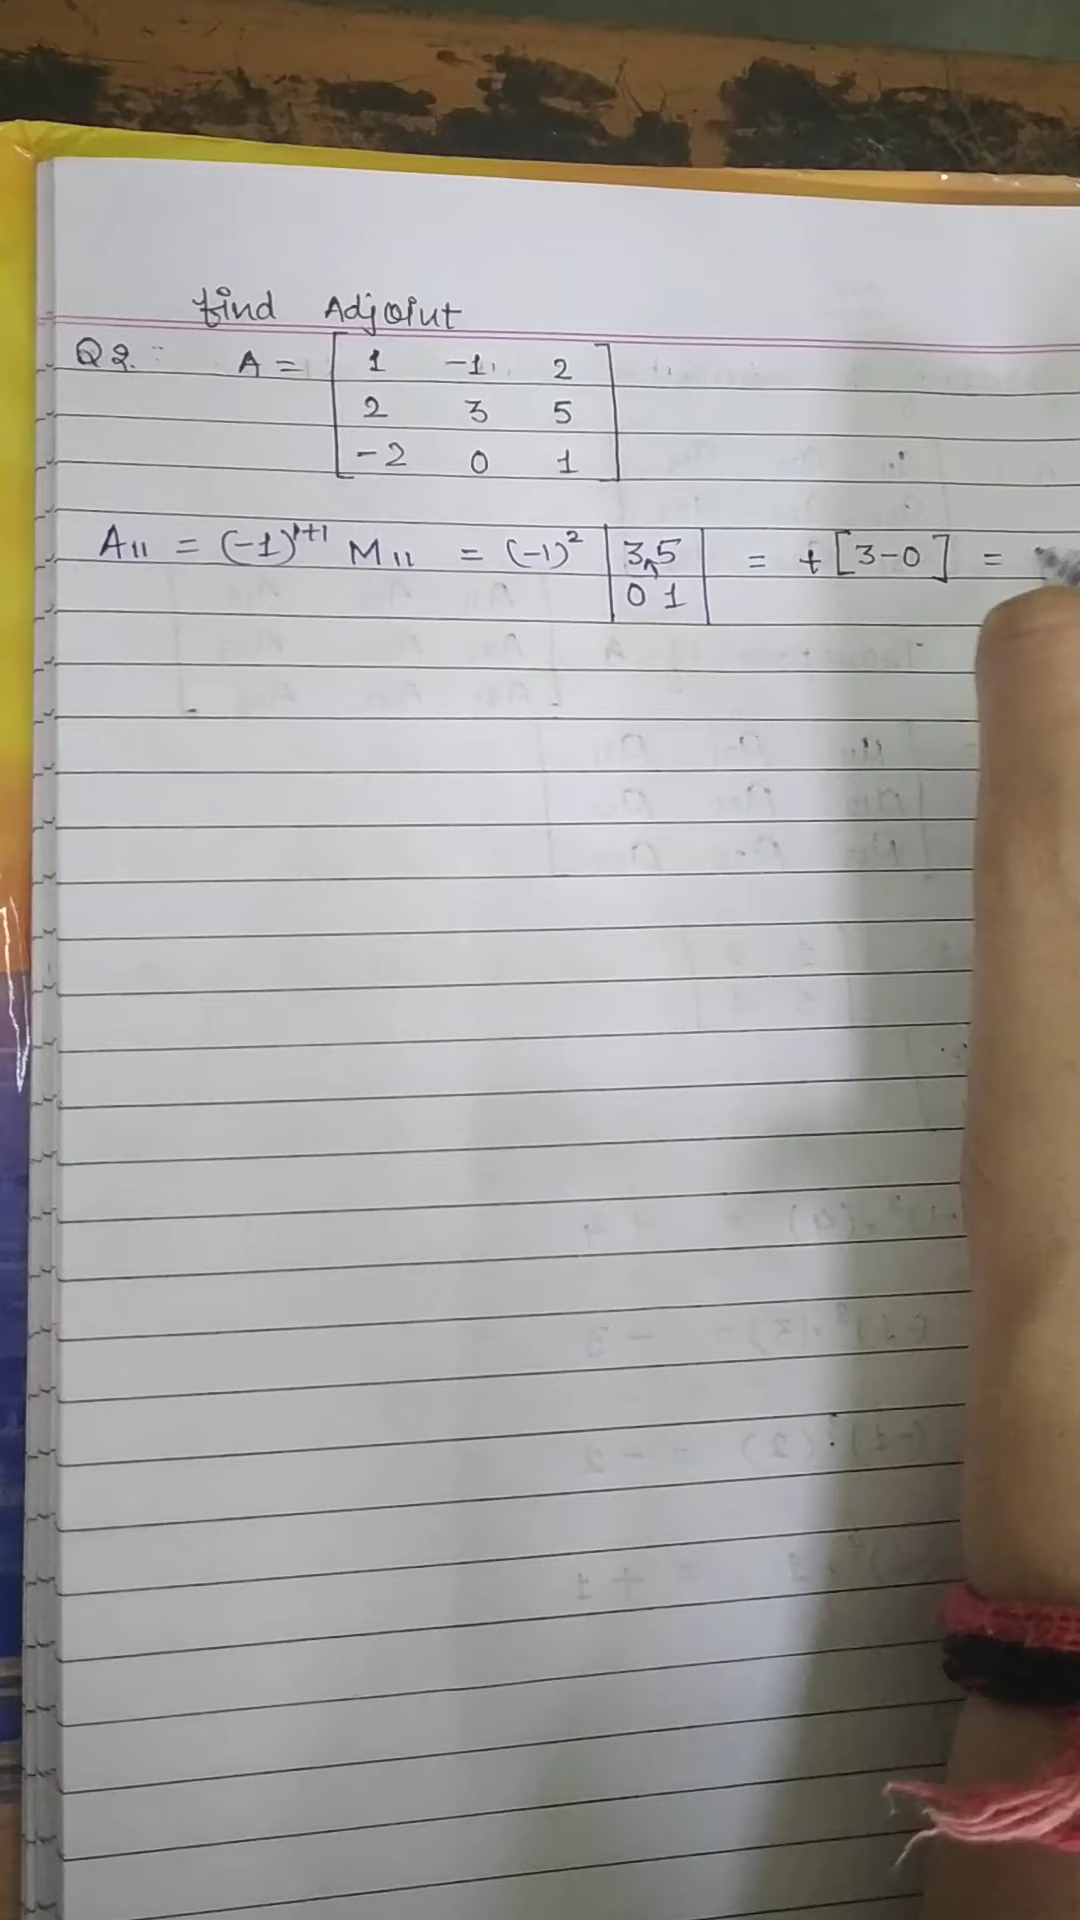 find Adjoint
Q2. A = [ 1 -1 2
2 3 5
-2 0 1 ]
A11 = (-1)^1+1 M11 = (-1)^2 | 3 5 | = + [3-0] =
| 0 1 |